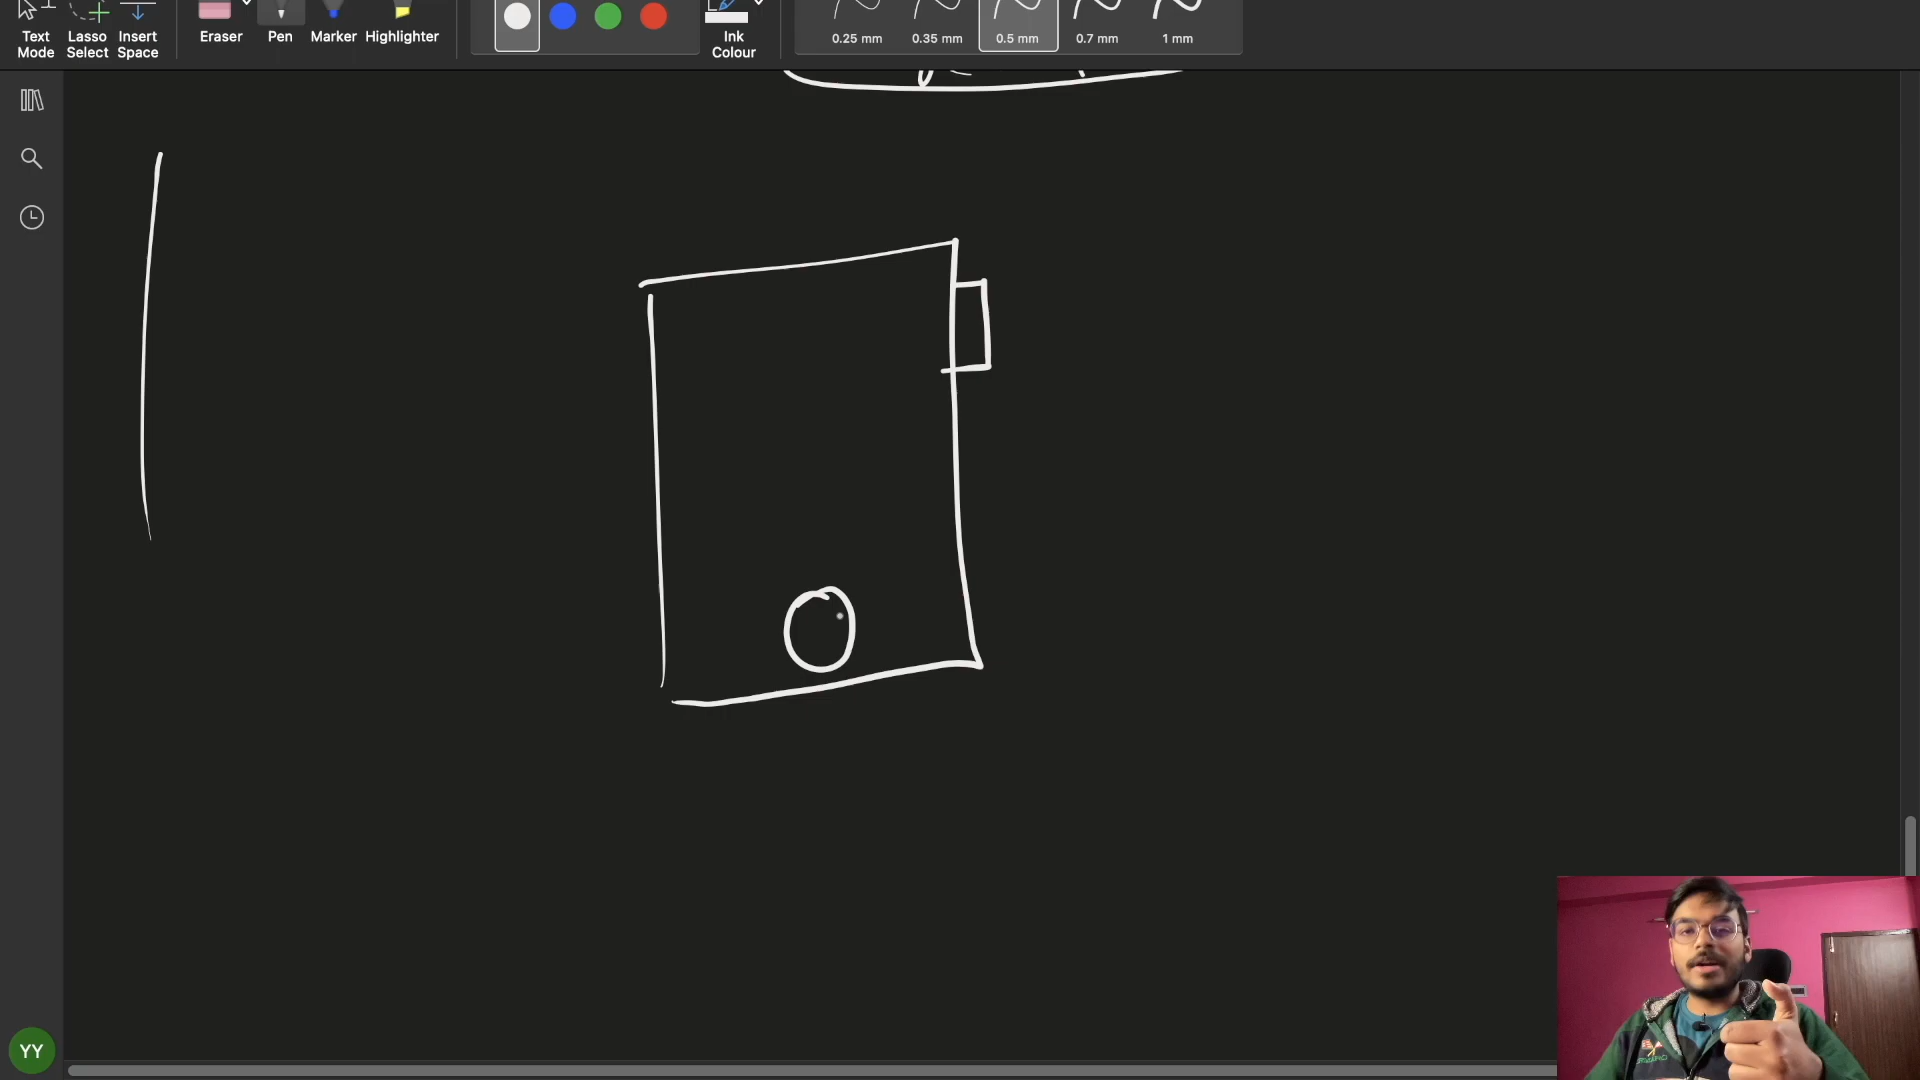 Text Mode
Lasso Select
Insert Space
Eraser
Pen
Marker
Highlighter
Ink Colour
0.25 mm
0.35 mm
0.5 mm
0.7 mm
1 mm
YY